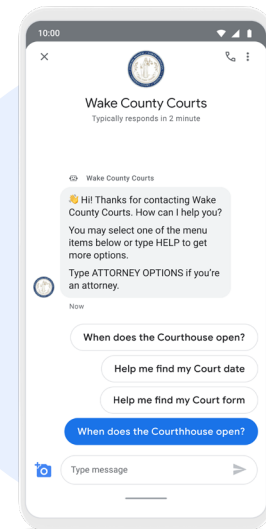 10:00
Wake County Courts
Typically responds in 2 minute
Wake County Courts
👋 Hi! Thanks for contacting Wake
County Courts. How can I help you?
You may select one of the menu
items below or type HELP to get
more options.
Type ATTORNEY OPTIONS if you're
an attorney.
Now
When does the Courthouse open?
Help me find my Court date
Help me find my Court form
When does the Courthhouse open?
Type message